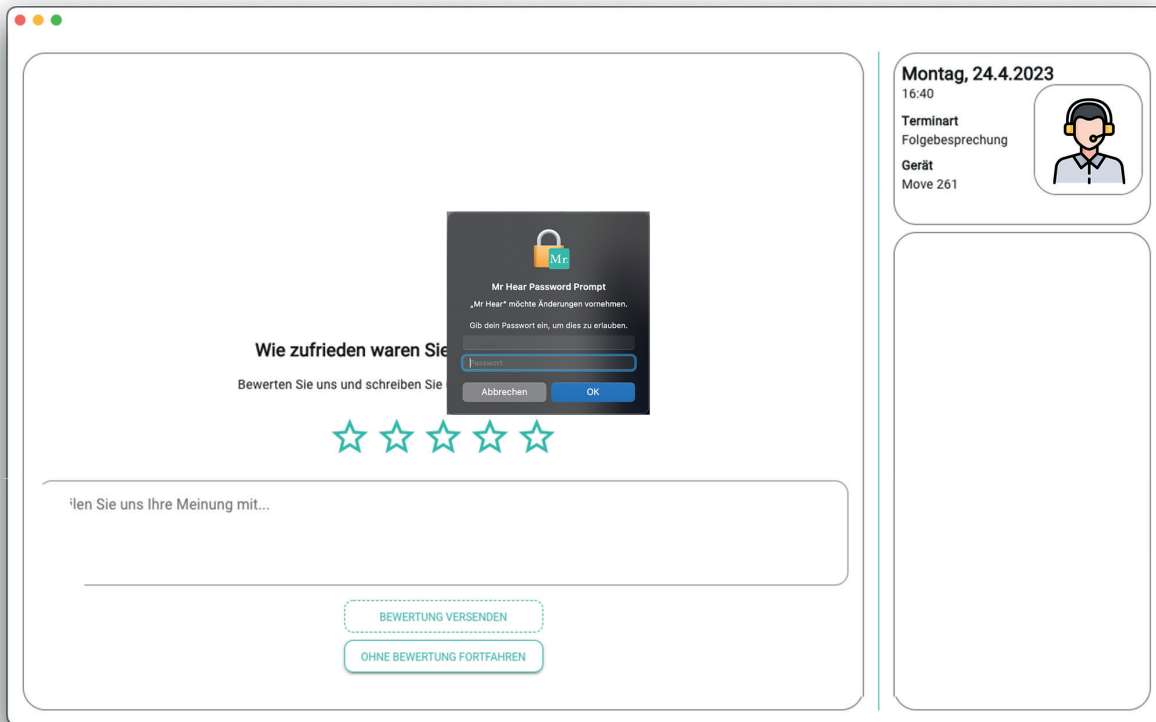 Montag, 24.4.2023
16:40
Terminart
Folgebesprechung
Gerät
Move 261
Mr.
Mr Hear Password Prompt
„Mr Hear“ möchte Änderungen vornehmen.
Gib dein Passwort ein, um dies zu erlauben.
Passwort
Abbrechen
OK
Wie zufrieden waren Sie
Bewerten Sie uns und schreiben Sie
len Sie uns Ihre Meinung mit...
BEWERTUNG VERSENDEN
OHNE BEWERTUNG FORTFAHREN